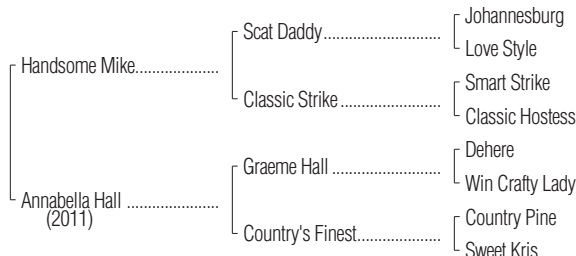 Johannesburg
Scat Daddy......................................
Love Style
Handsome Mike.....................
Smart Strike
Classic Strike .................................
Classic Hostess
Dehere
Graeme Hall ....................................
Win Crafty Lady
Annabella Hall .......................
(2011)
Country Pine
Country's Finest...........................
Sweet Kris